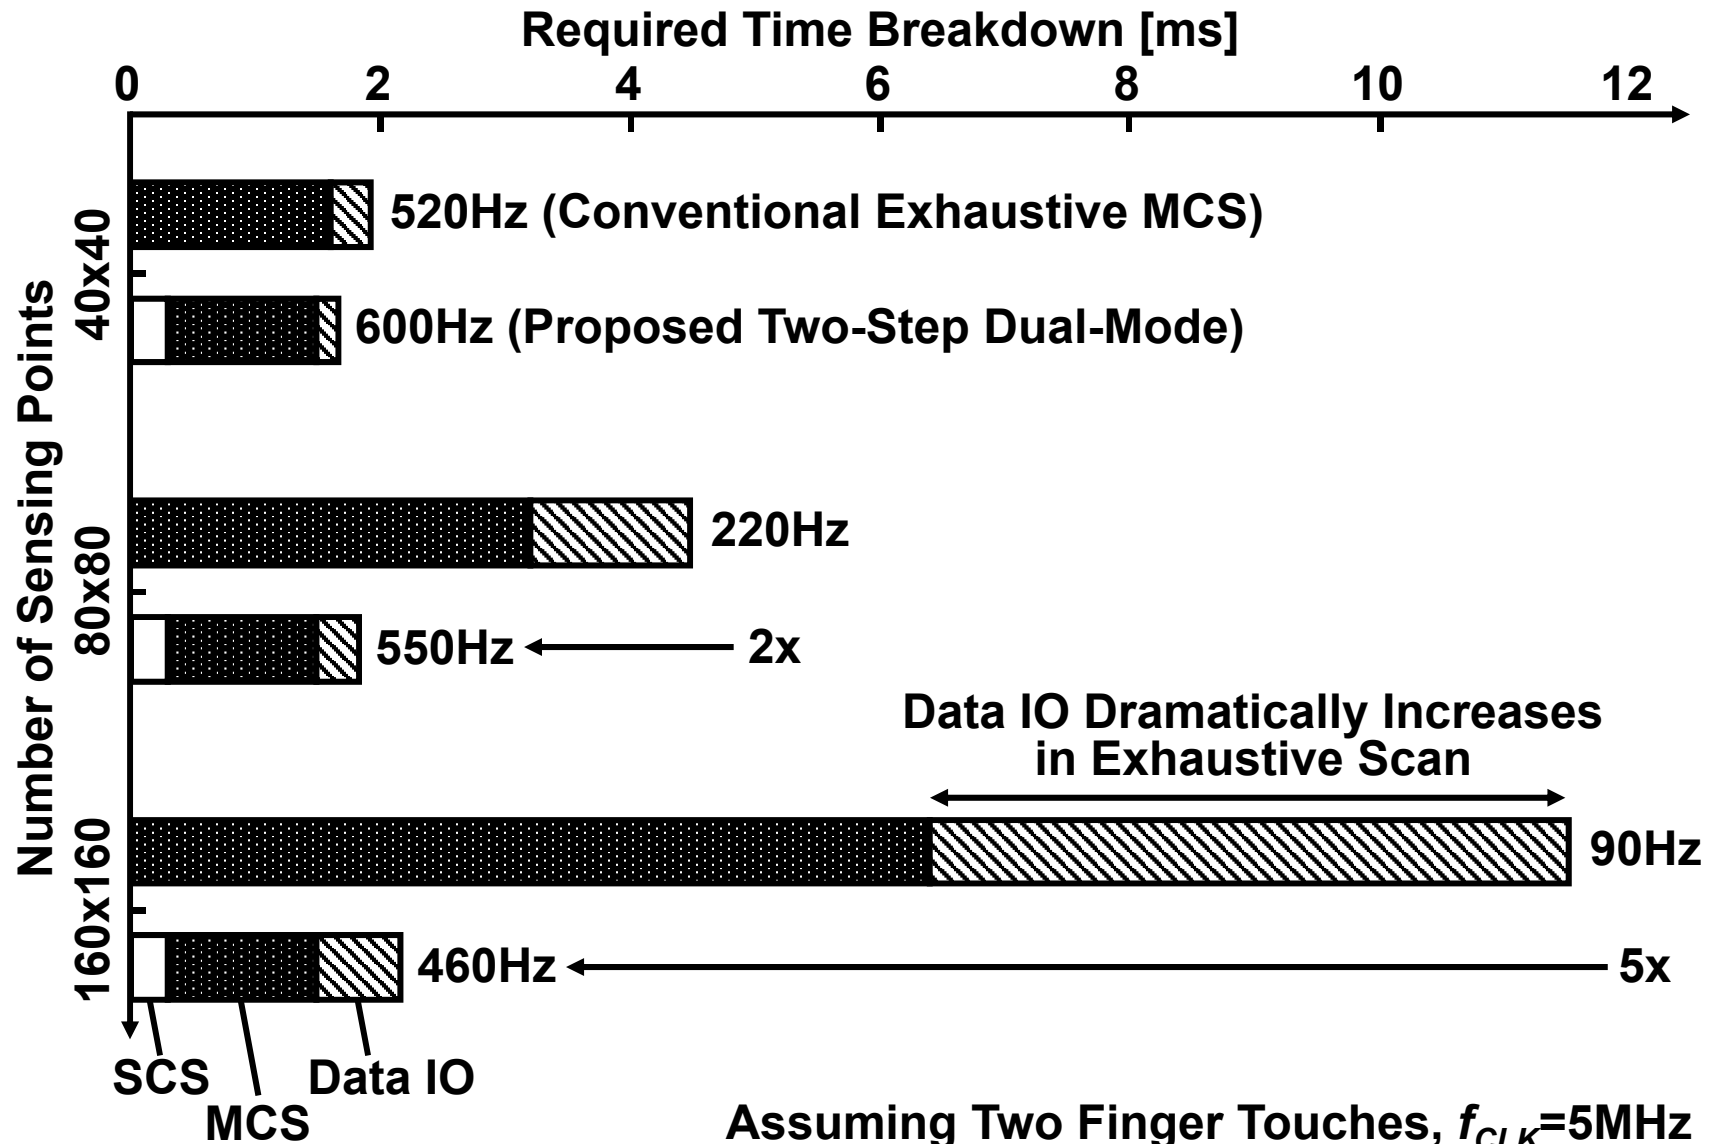 Required Time Breakdown [ms]
0 2 4 6 8 10 12
Number of Sensing Points
40x40
520Hz (Conventional Exhaustive MCS)
600Hz (Proposed Two-Step Dual-Mode)
80x80
220Hz
550Hz 2x
Data IO Dramatically Increases
in Exhaustive Scan
160x160
90Hz
460Hz 5x
SCS
MCS
Data IO
Assuming Two Finger Touches, fCLK=5MHz